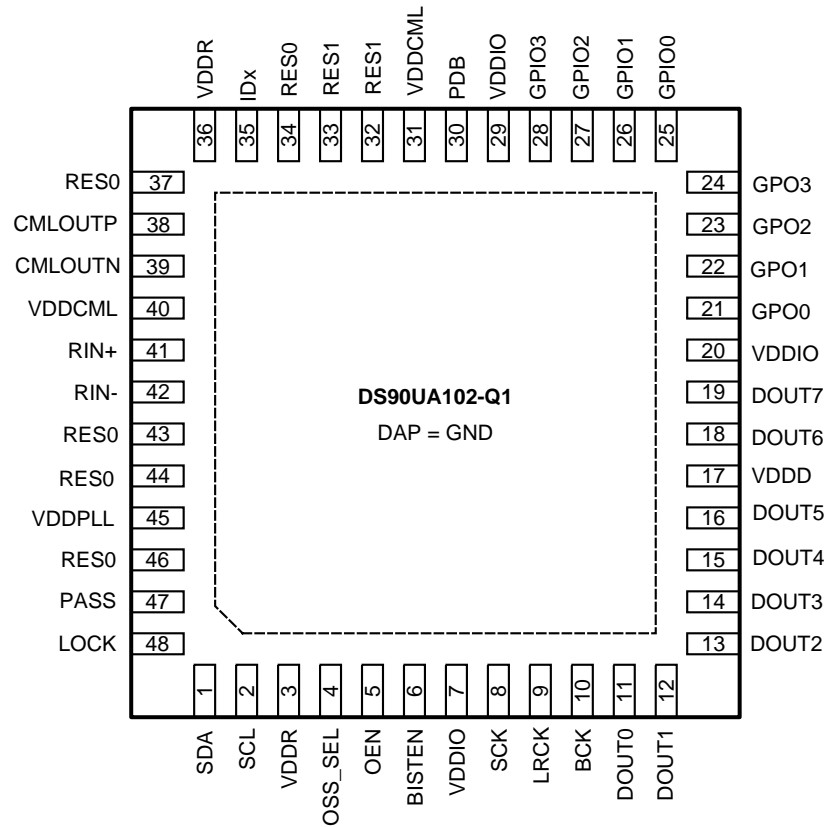 VDDR
IDx
RES0
RES1
RES1
VDDCML
PDB
VDDIO
GPIO3
GPIO2
GPIO1
GPIO0
36
35
34
33
32
31
30
29
28
27
26
25
RES0 37
CMLOUTP 38
CMLOUTN 39
VDDCML 40
RIN+ 41
RIN- 42
RES0 43
RES0 44
VDDPLL 45
RES0 46
PASS 47
LOCK 48
DS90UA102-Q1
DAP = GND
24 GPO3
23 GPO2
22 GPO1
21 GPO0
20 VDDIO
19 DOUT7
18 DOUT6
17 VDDD
16 DOUT5
15 DOUT4
14 DOUT3
13 DOUT2
1
2
3
4
5
6
7
8
9
10
11
12
SDA
SCL
VDDR
OSS_SEL
OEN
BISTEN
VDDIO
SCK
LRCK
BCK
DOUT0
DOUT1